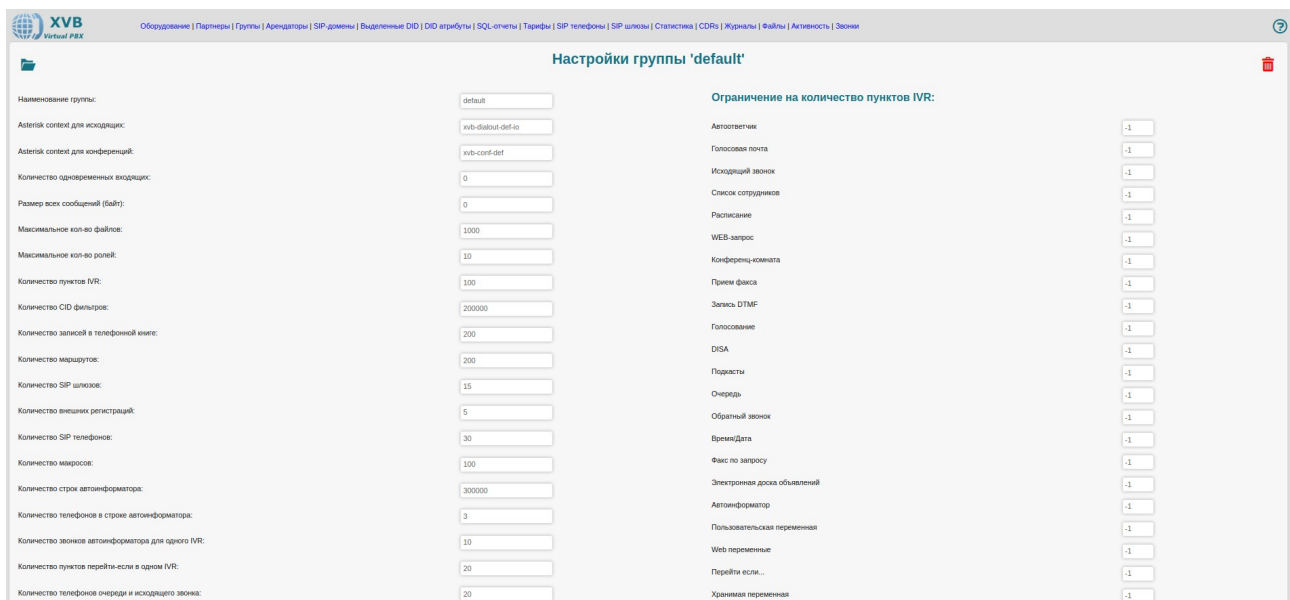 XVB
Virtual PBX
Оборудование | Партнеры | Группы | Арендаторы | SIP-домены | Выделенные DID | DID атрибуты | SQL-отчеты | Тарифы | SIP телефоны | SIP шлюзы | Статистика | CDRs | Журналы | Файлы | Активность | Звонки
?
Настройки группы 'default'
Наименование группы: default
Asterisk context для исходящих: xvb-dialout-def-io
Asterisk context для конференций: xvb-conf-def
Количество одновременных входящих: 0
Размер всех сообщений (байт): 0
Максимальное кол-во файлов: 1000
Максимальное кол-во ролей: 10
Количество пунктов IVR: 100
Количество CID фильтров: 200000
Количество записей в телефонной книге: 200
Количество маршрутов: 200
Количество SIP шлюзов: 15
Количество внешних регистраций: 5
Количество SIP телефонов: 30
Количество макросов: 100
Количество строк автоинформатора: 300000
Количество телефонов в строке автоинформатора: 3
Количество звонков автоинформатора для одного IVR: 10
Количество пунктов перейти-если в одном IVR: 20
Количество телефонов очереди и исходящего звонка: 20
Ограничение на количество пунктов IVR:
Автоответчик -1
Голосовая почта -1
Исходящий звонок -1
Список сотрудников -1
Расписание -1
WEB-запрос -1
Конференц-комната -1
Прием факса -1
Запись DTMF -1
Голосование -1
DISA -1
Подкасты -1
Очередь -1
Обратный звонок -1
Время/Дата -1
Факс по запросу -1
Электронная доска объявлений -1
Автоинформатор -1
Пользовательская переменная -1
Web переменные -1
Перейти если... -1
Хранимая переменная -1